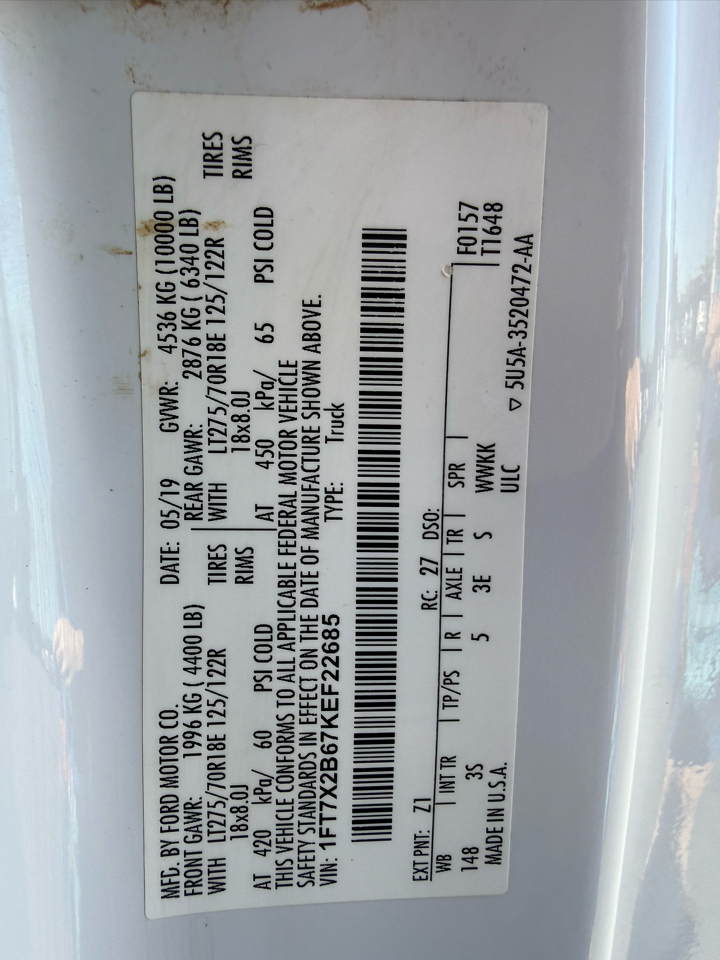 MFD. BY FORD MOTOR CO.
DATE: 05/19 GVWR: 4536 KG (10000 LB)
FRONT GAWR: 1996 KG ( 4400 LB)
REAR GAWR: 2876 KG ( 6340 LB)
WITH LT275/70R18E 125/122R TIRES
WITH LT275/70R18E 125/122R TIRES
18x8.0J RIMS
18x8.0J RIMS
AT 420 kPa/ 60 PSI COLD
AT 450 kPa/ 65 PSI COLD
THIS VEHICLE CONFORMS TO ALL APPLICABLE FEDERAL MOTOR VEHICLE
SAFETY STANDARDS IN EFFECT ON THE DATE OF MANUFACTURE SHOWN ABOVE.
VIN: 1FT7X2B67KEF22685
TYPE: Truck
EXT PNT: Z1 RC: 27 DSO:
WB | INT TR | TP/PS | R | AXLE | TR | SPR | F0157
148 3S 5 3E S WWKK T1648
MADE IN U.S.A. ULC
▽ 5U5A-3520472-AA